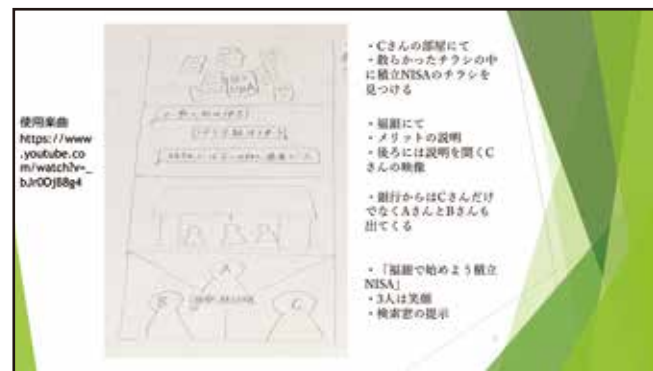 使用楽曲
https://www
.youtube.co
m/watch?v=_
bJr0OjB8g4
・Cさんの部屋にて
・散らかったチラシの中
に積立NISAのチラシを
見つける
・福銀にて
・メリットの説明
・後ろには説明を聞くC
さんの映像
・銀行からはCさんだけ
でなくAさんとBさんも
出てくる
・「福銀で始めよう積立
NISA」
・3人は笑顔
・検索窓の提示
A
B
C